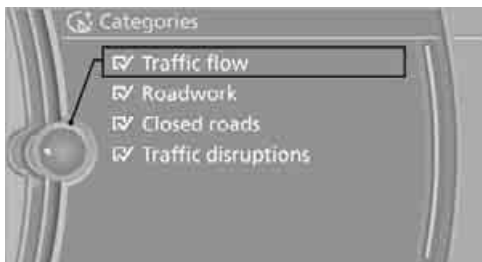 Categories
Traffic flow
Roadwork
Closed roads
Traffic disruptions